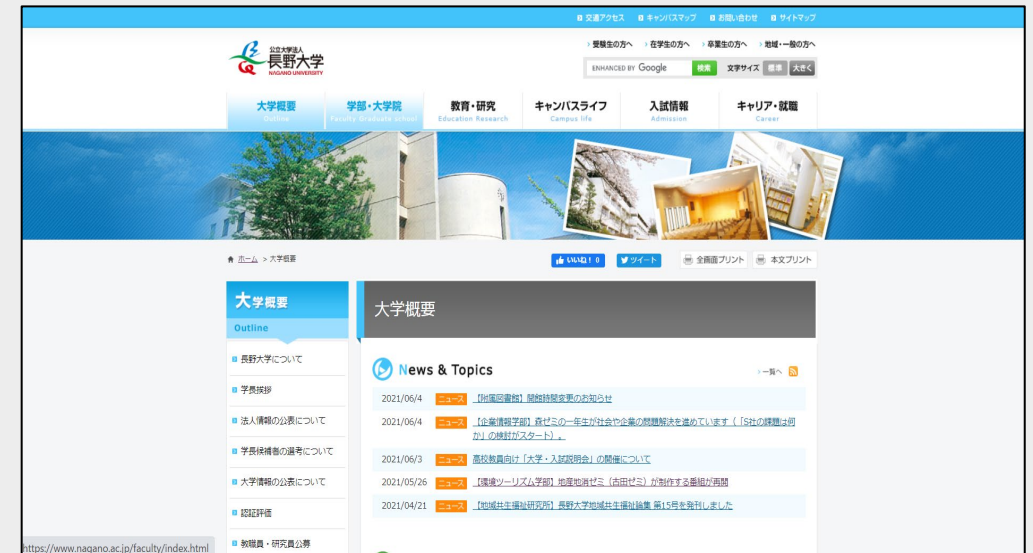 交通アクセス キャンパスマップ お問い合わせ サイトマップ
公立大学法人
長野大学
NAGANO UNIVERSITY
受験生の方へ 在学生の方へ 卒業生の方へ 地域・一般の方へ
ENHANCED BY Google 検索 文字サイズ 標準 大きく
大学概要 学部・大学院 教育・研究 キャンパスライフ 入試情報 キャリア・就職
Outline Faculty Graduate school Education Research Campus life Admission Career
ホーム > 大学概要
いいね！ 0 ツイート 全画面プリント 本文プリント
大学概要
Outline
長野大学について
学長挨拶
法人情報の公表について
学長候補者の選考について
大学情報の公表について
認証評価
教職員・研究員公募
大学概要
News & Topics
一覧へ
2021/06/4 ニュース 【附属図書館】開館時間変更のお知らせ
2021/06/4 ニュース 【企業情報学部】森ゼミの一年生が社会や企業の問題解決を進めています（「S社の課題は何
か」の検討がスタート）。
2021/06/3 ニュース 高校教員向け「大学・入試説明会」の開催について
2021/05/26 ニュース 【環境ツーリズム学部】地産地消ゼミ（古田ゼミ）が制作する番組が再開
2021/04/21 ニュース 【地域共生福祉研究所】長野大学地域共生福祉論集 第15号を発刊しました
https://www.nagano.ac.jp/faculty/index.html